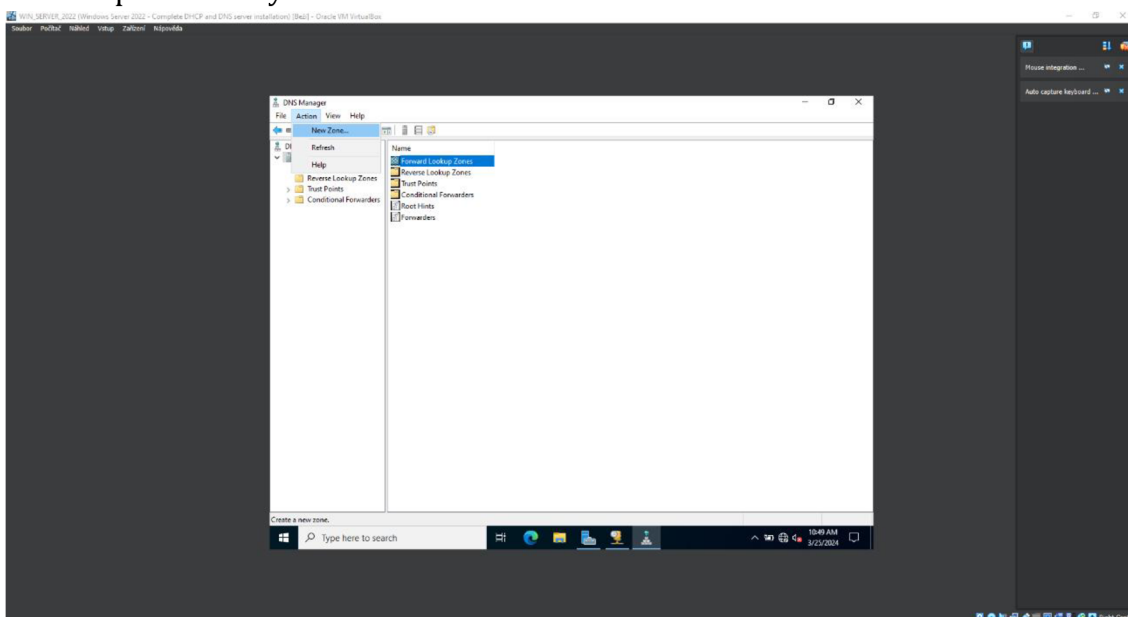 WIN_SERVER_2022 (Windows Server 2022 - Complete DHCP and DNS server installation) [Běží] - Oracle VM VirtualBox
Soubor Počítač Náhled Vstup Zařízení Nápověda
Mouse integration ...
Auto capture keyboard ...
DNS Manager
File Action View Help
New Zone...
Refresh
Help
Reverse Lookup Zones
Trust Points
Conditional Forwarders
Name
Forward Lookup Zones
Reverse Lookup Zones
Trust Points
Conditional Forwarders
Root Hints
Forwarders
Create a new zone.
Type here to search
10:49 AM
3/25/2024